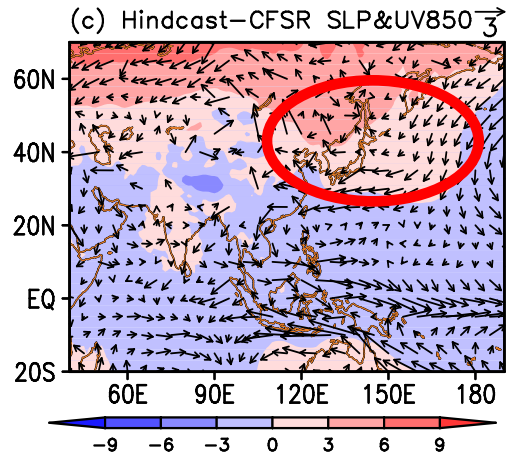 (c) Hindcast-CFSR SLP&UV850 3
60N
40N
20N
EQ
20S
60E 90E 120E 150E 180
-9 -6 -3 0 3 6 9